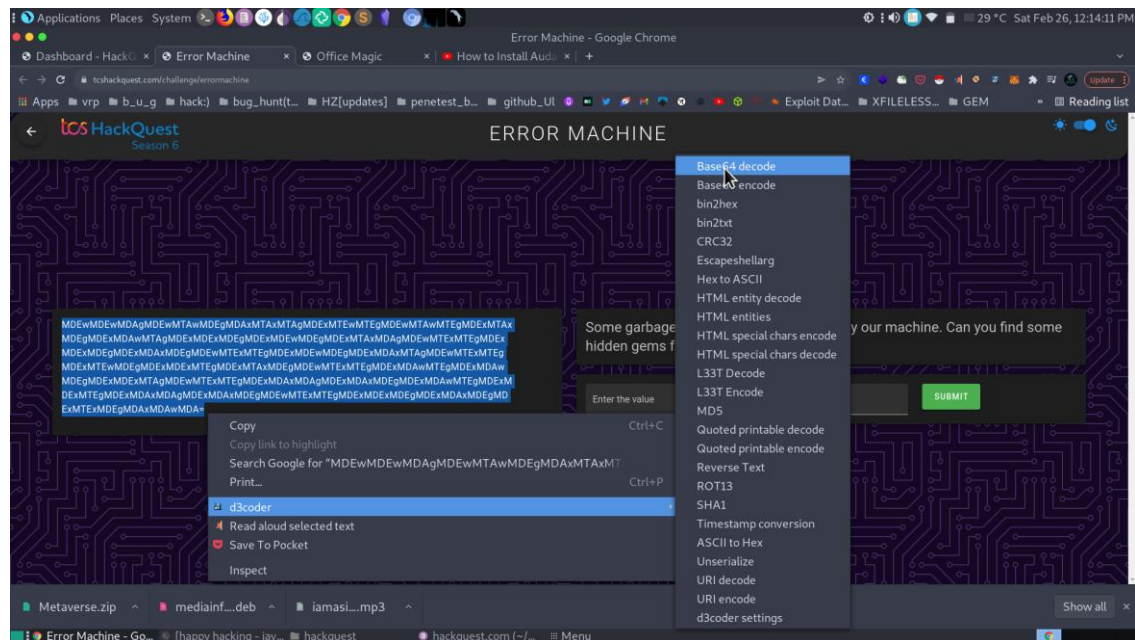 Applications Places System
29 °C Sat Feb 26, 12:14:11 PM
Error Machine - Google Chrome
Dashboard - HackQ × Error Machine × Office Magic × How to Install Auda × +
tcshackquest.com/challenge/errormachine
Update
Apps vrp b_u_g hack:) bug_hunt(t... HZ[updates] penetest_b... github_Ul Exploit Dat... XFILELESS... GEM » Reading list
tCS HackQuest
Season 6
ERROR MACHINE
Base64 decode
encode
bin2hex
bin2txt
CRC32
Escapeshellarg
Hex to ASCII
HTML entity decode
HTML entities
HTML special chars encode
HTML special chars decode
L33T Decode
L33T Encode
MD5
Quoted printable decode
Quoted printable encode
Reverse Text
ROT13
SHA1
Timestamp conversion
ASCII to Hex
Unserialize
URI decode
URI encode
d3coder settings
MDEwMDEwMDAgMDEwMTAwMDEgMDAxMTAxMTAgMDExMTEwMTEgMDEwMTAwMTEgMDExMTAx
MDEgMDExMDAwMTAgMDExMDExMDEgMDExMDEwMDEgMDExMTAxMDAgMDEwMTExMTEgMDEx
MDExMDEgMDExMDAxMDEgMDEwMTExMTEgMDExMDEwMDEgMDExMDAxMTAgMDEwMTExMTEg
MDExMTEwMDEgMDExMDExMTEgMDExMTAxMDEgMDEwMTExMTEgMDExMDAwMTEgMDExMDAw
MDEgMDExMDExMTAgMDEwMTExMTEgMDExMDAxMDAgMDExMDAxMDEgMDExMDAwMTEgMDExM
DExMTEgMDExMDAxMDAgMDExMDAxMDEgMDEwMTExMTEgMDExMDExMDEgMDExMDAxMDEgMD
ExMTExMDEgMDAxMDAwMDA=
Some garbage
y our machine. Can you find some
hidden gems f
Enter the value
SUBMIT
Copy Ctrl+C
Copy link to highlight
Search Google for "MDEwMDEwMDAgMDEwMTAwMDEgMDAxMTAxMT
Print... Ctrl+P
d3coder
Read aloud selected text
Save To Pocket
Inspect
Metaverse.zip mediainf....deb iamasi....mp3 Show all ×
Error Machine - Go... [happy hacking - jav... hackquest hackquest.com (~/... Menu